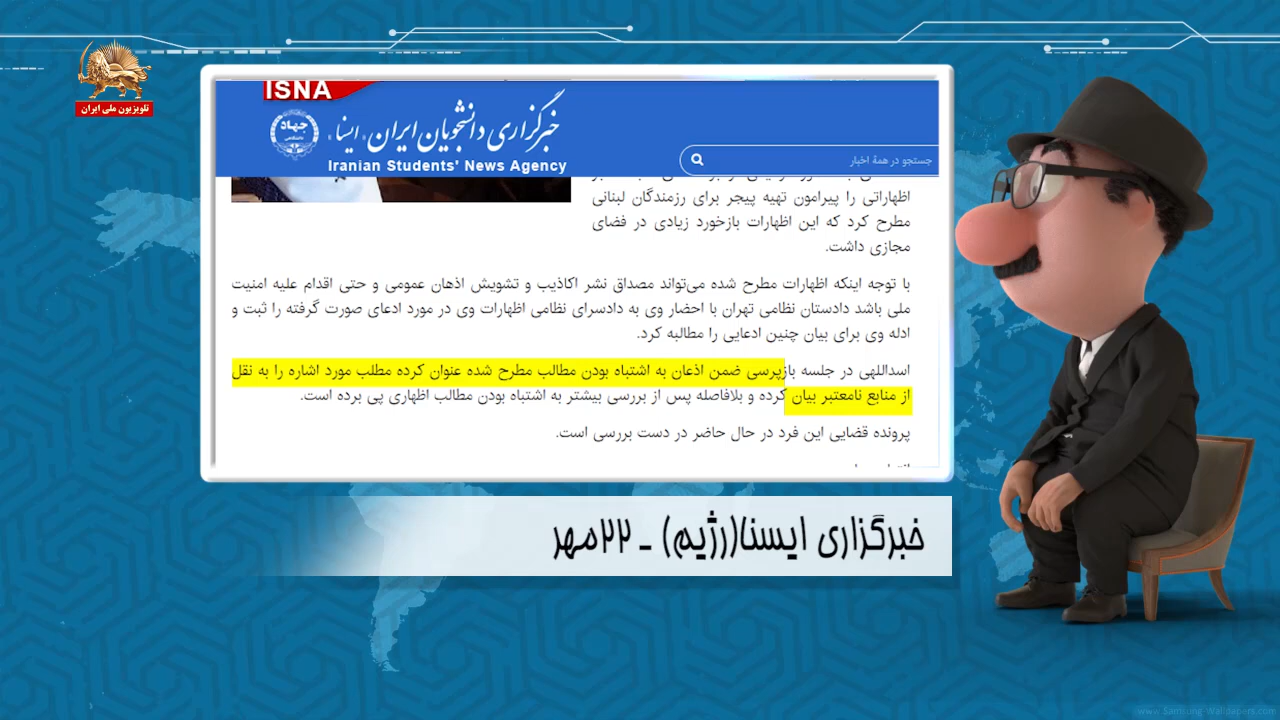 تلویزیون ملی ایران
ISNA
جهاد
دانشگاهی
خبرگزاری دانشجویان ایران «ایسنا»
Iranian Students' News Agency
جستجو در همهٔ اخبار
اظهاراتی را پیرامون تهیه پیجر برای رزمندگان لبنانی
مطرح کرد که این اظهارات بازخورد زیادی در فضای
مجازی داشت.
با توجه اینکه اظهارات مطرح شده می‌تواند مصداق نشر اکاذیب و تشویش اذهان عمومی و حتی اقدام علیه امنیت
ملی باشد دادستان نظامی تهران با احضار وی به دادسرای نظامی اظهارات وی در مورد ادعای صورت گرفته را ثبت و
ادله وی برای بیان چنین ادعایی را مطالبه کرد.
اسداللهی در جلسه بازپرسی ضمن اذعان به اشتباه بودن مطالب مطرح شده عنوان کرده مطلب مورد اشاره را به نقل
از منابع نامعتبر بیان کرده و بلافاصله پس از بررسی بیشتر به اشتباه بودن مطالب اظهاری پی برده است.
پرونده قضایی این فرد در حال حاضر در دست بررسی است.
خبرگزاری ایسنا(رژیم) ـ ۲۲مهر
www.Samsung-Wallpapers.com